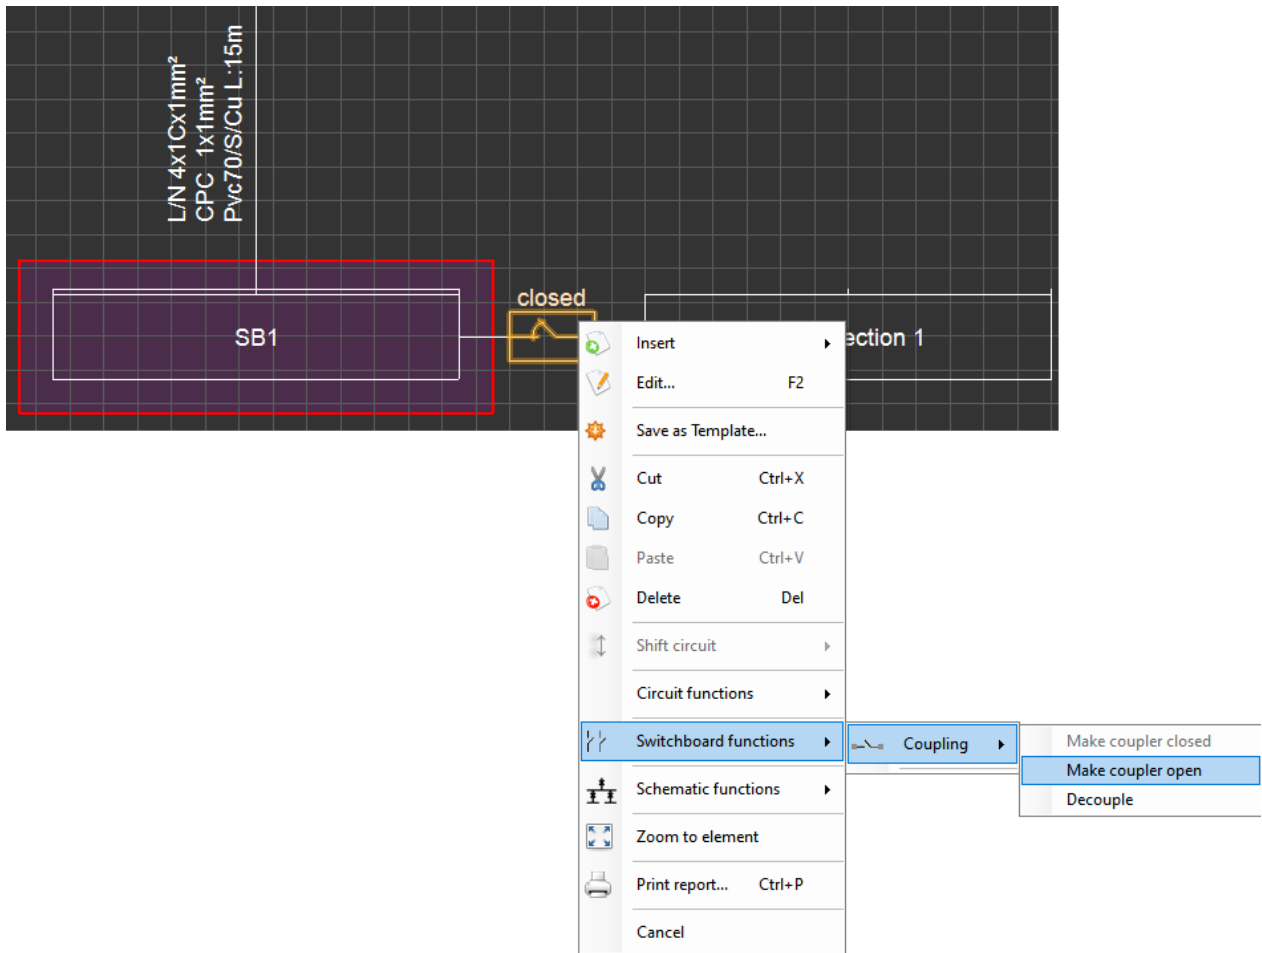 L/N 4x1Cx1mm²
CPC 1x1mm²
Pvc70/S/Cu L:15m
closed
SB1
ection 1
Insert
Edit... F2
Save as Template...
Cut Ctrl+X
Copy Ctrl+C
Paste Ctrl+V
Delete Del
Shift circuit
Circuit functions
Switchboard functions
Coupling
Make coupler closed
Make coupler open
Decouple
Schematic functions
Zoom to element
Print report... Ctrl+P
Cancel